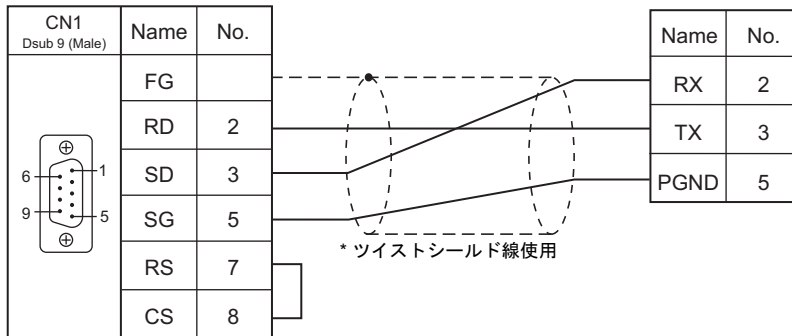 CN1
Dsub 9 (Male)
Name No.
FG
RD 2
SD 3
SG 5
RS 7
CS 8
6
1
9
5
* ツイストシールド線使用
Name No.
RX 2
TX 3
PGND 5